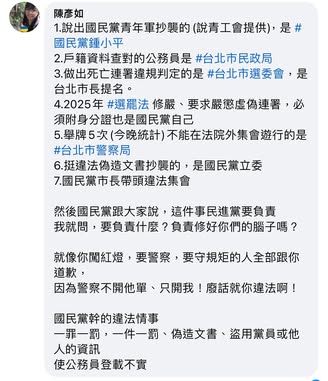 陳彥如
1.說出國民黨青年軍抄襲的 (說青工會提供)，是 #
國民黨鍾小平
2.戶籍資料查對的公務員是 #台北市民政局
3.做出死亡連署違規判定的是 #台北市選委會，是
台北市長提名。
4.2025年 #選罷法 修嚴、要求嚴懲虛偽連署，必
須附身分證也是國民黨自己
5.舉牌5次 (今晚統計) 不能在法院外集會遊行的是
#台北市警察局
6.挺違法偽造文書抄襲的，是國民黨立委
7.國民黨市長帶頭違法集會
然後國民黨跟大家說，這件事民進黨要負責
我就問，要負責什麼？負責修好你們的腦子嗎？
就像你闖紅燈，要警察，要守規矩的人全部跟你
道歉，
因為警察不開他單、只開我！廢話就你違法啊！
國民黨幹的違法情事
一罪一罰，一件一罰、偽造文書、盜用黨員或他
人的資訊
使公務員登載不實